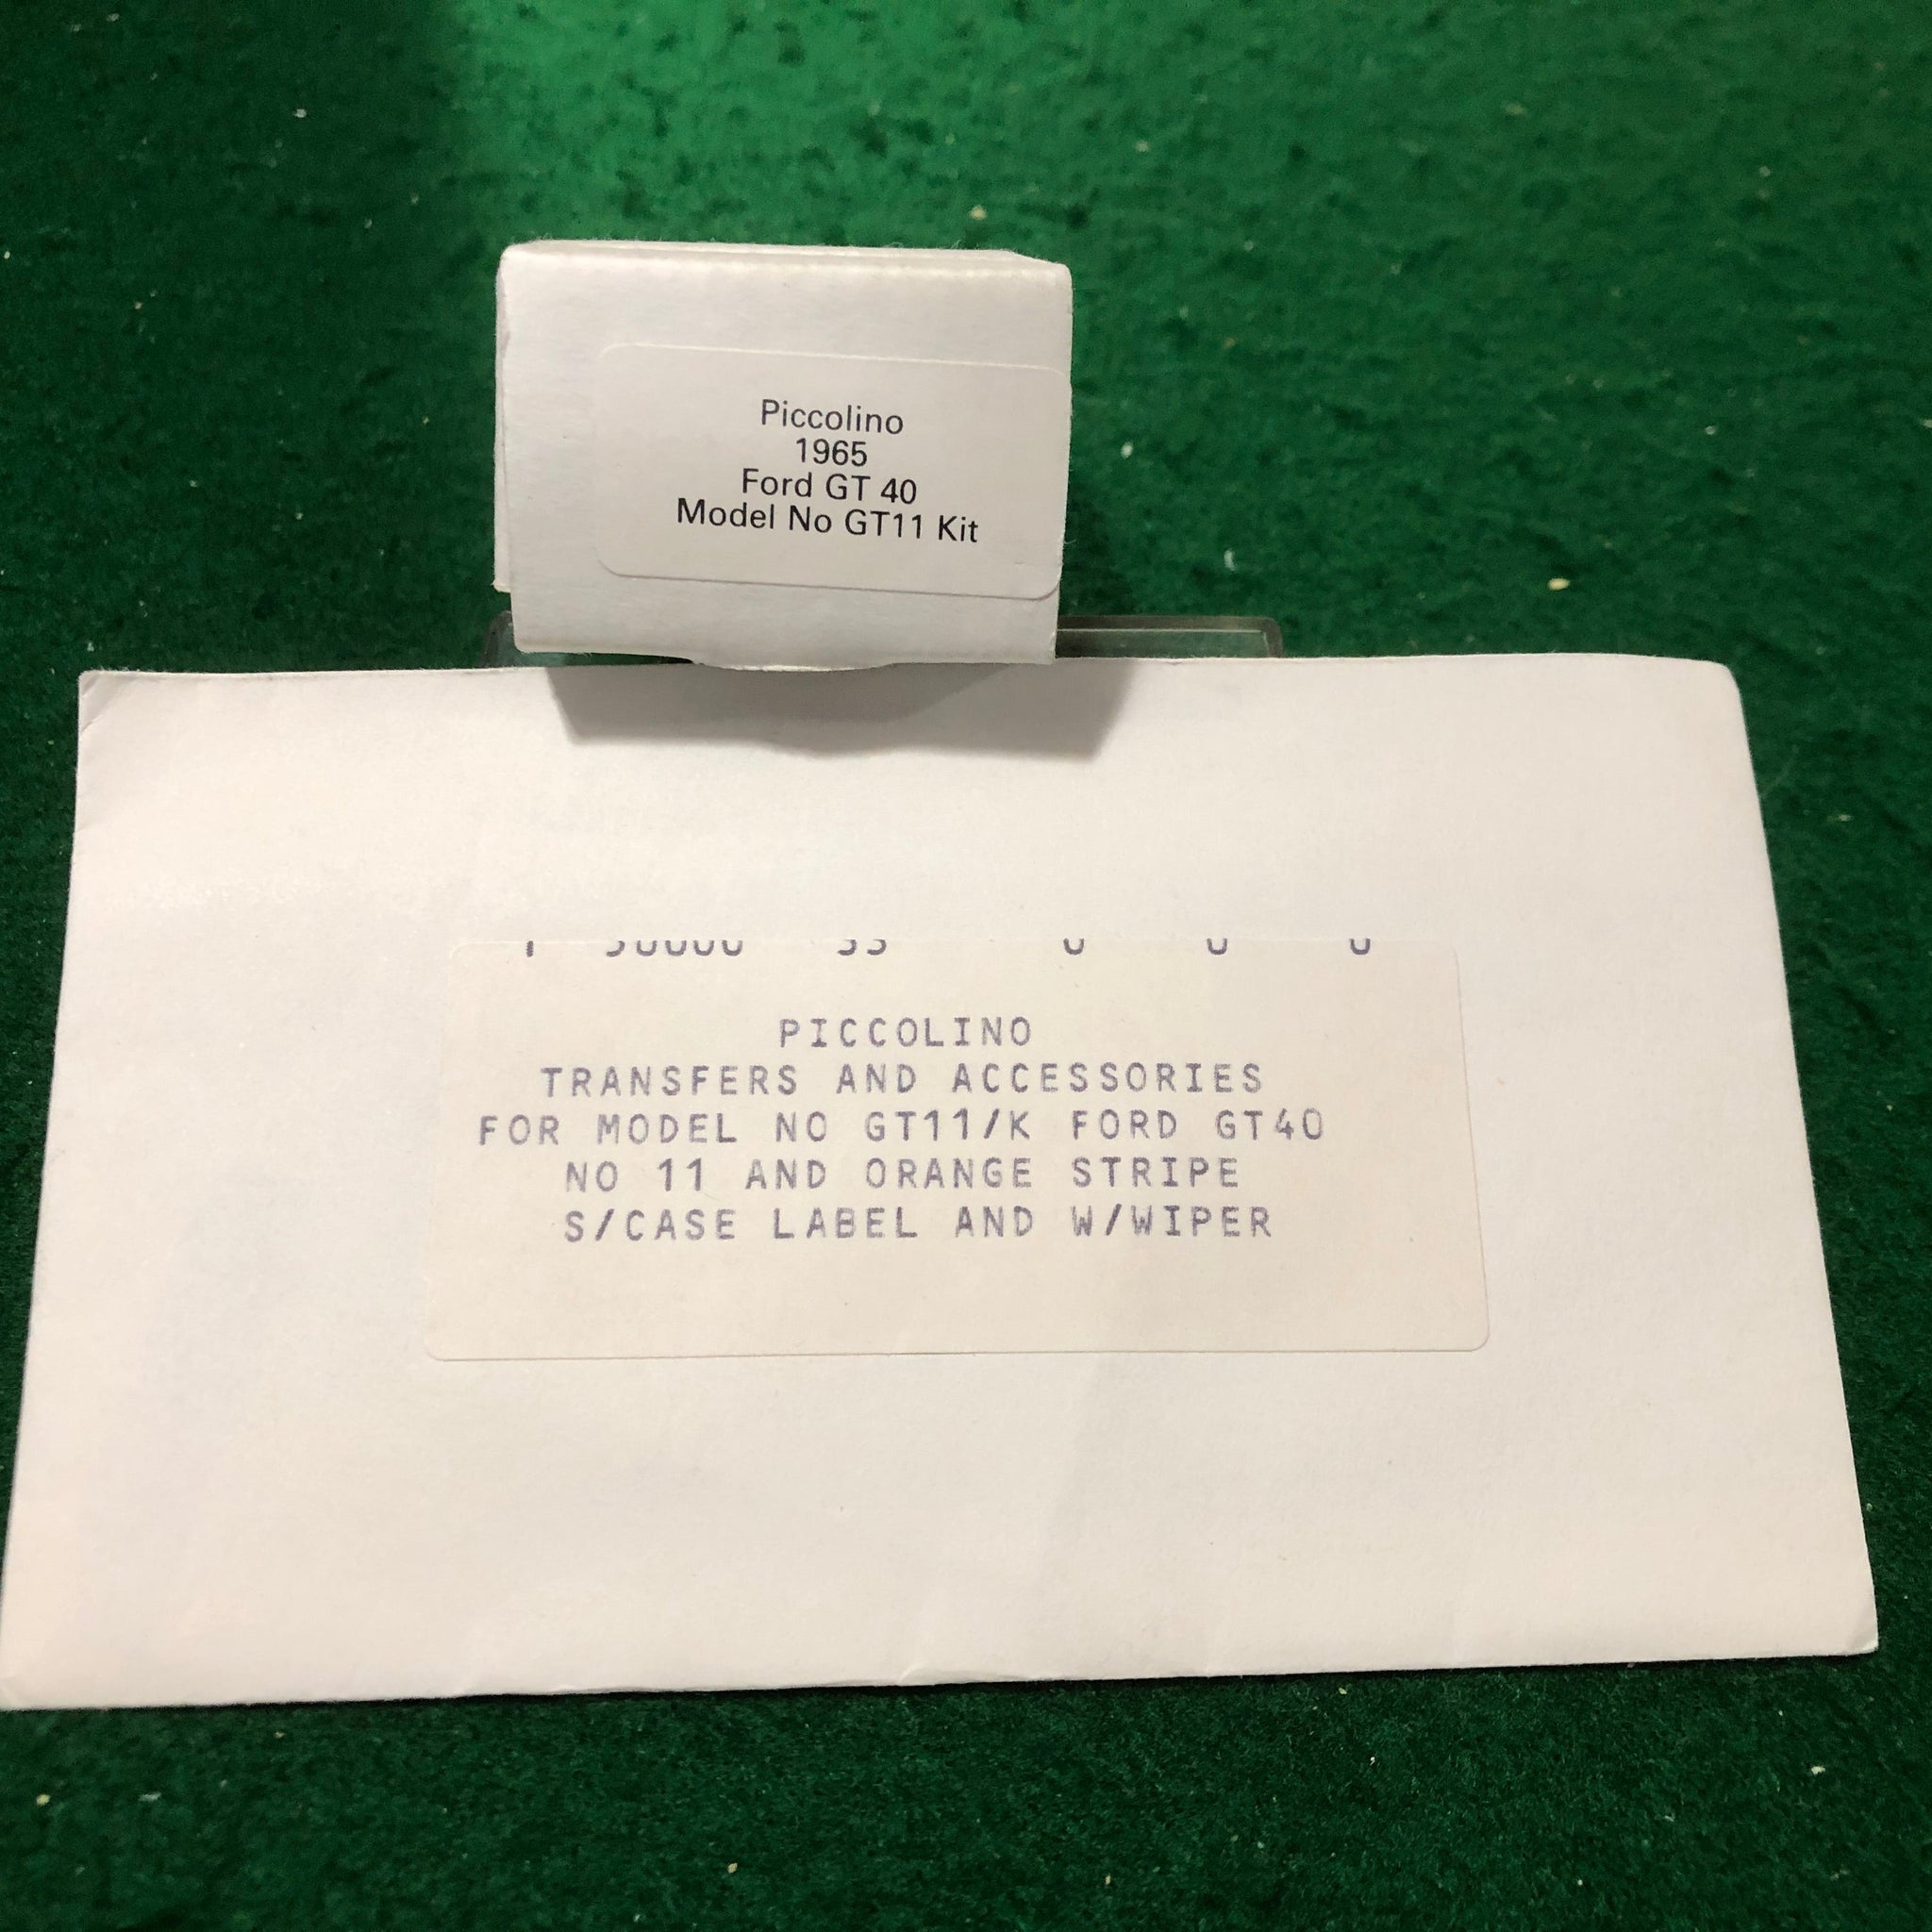 Piccolino
1965
Ford GT 40
Model No GT11 Kit
PICCOLINO
TRANSFERS AND ACCESSORIES
FOR MODEL NO GT11/K FORD GT40
NO 11 AND ORANGE STRIPE
S/CASE LABEL AND W/WIPER